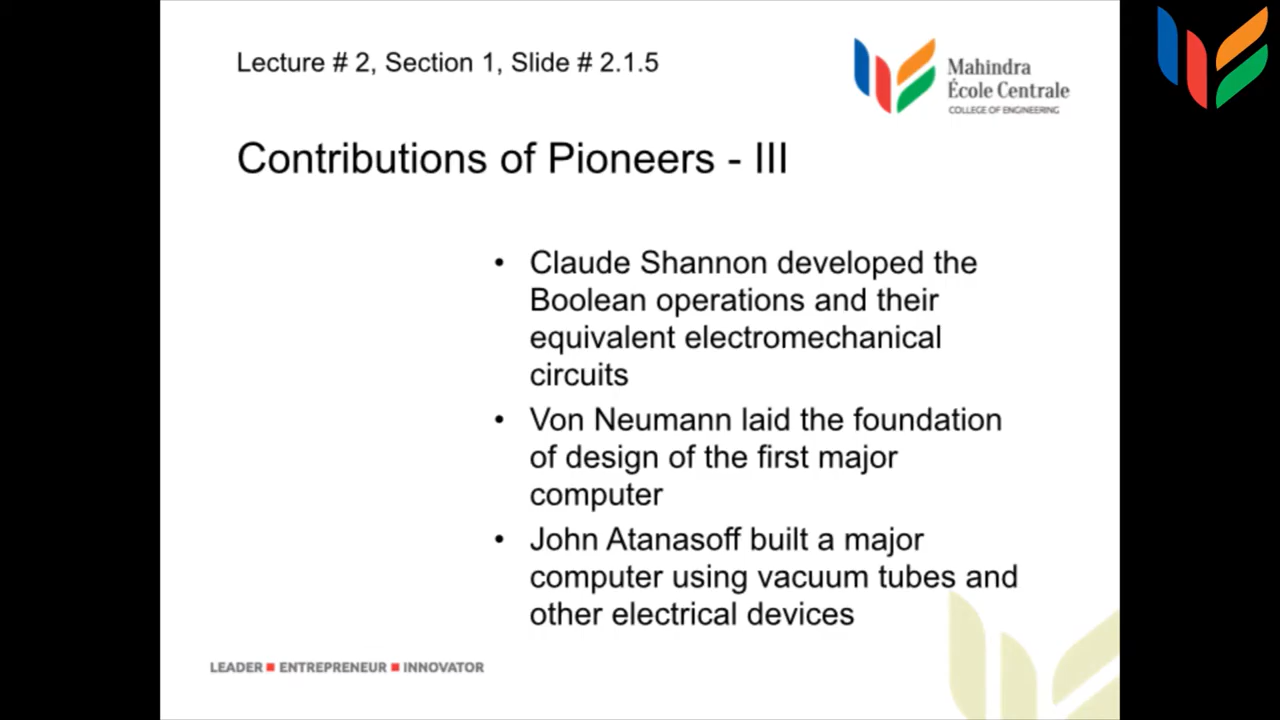 Lecture # 2, Section 1, Slide # 2.1.5
Mahindra
École Centrale
COLLEGE OF ENGINEERING
Contributions of Pioneers - III
• Claude Shannon developed the
Boolean operations and their
equivalent electromechanical
circuits
• Von Neumann laid the foundation
of design of the first major
computer
• John Atanasoff built a major
computer using vacuum tubes and
other electrical devices
LEADER ■ ENTREPRENEUR ■ INNOVATOR